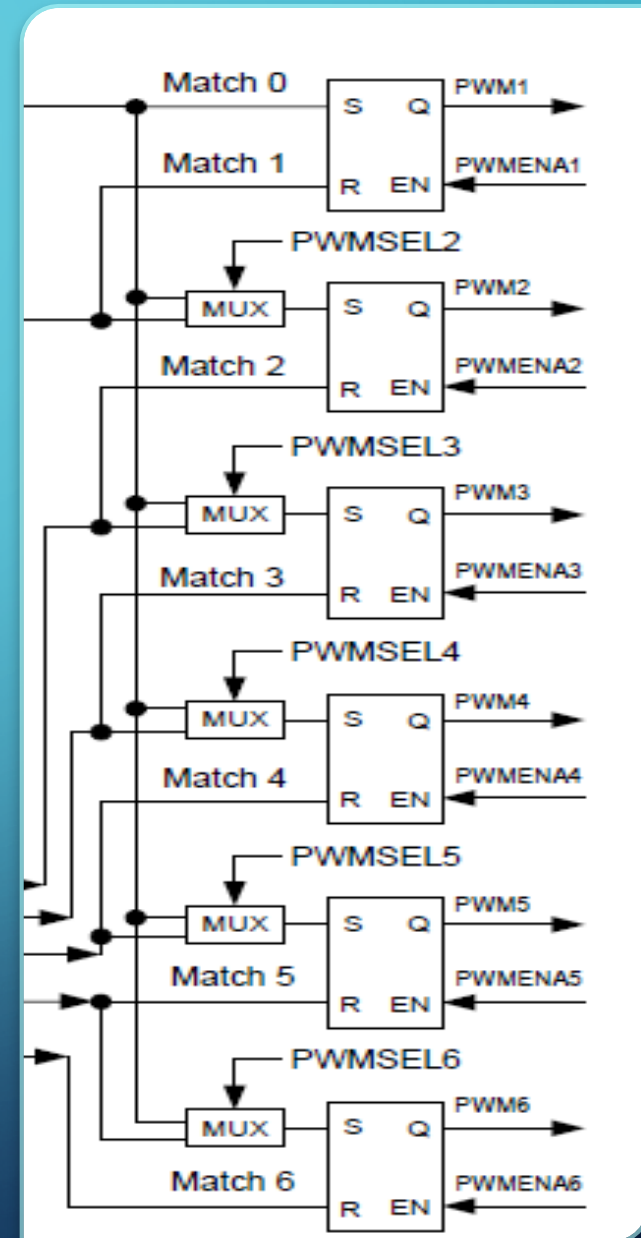 Match 0
S Q PWM1
Match 1
R EN PWMENA1
PWMSEL2
MUX S Q PWM2
Match 2
R EN PWMENA2
PWMSEL3
MUX S Q PWM3
Match 3
R EN PWMENA3
PWMSEL4
MUX S Q PWM4
Match 4
R EN PWMENA4
PWMSEL5
MUX S Q PWM5
Match 5
R EN PWMENA5
PWMSEL6
MUX S Q PWM6
Match 6
R EN PWMENA6